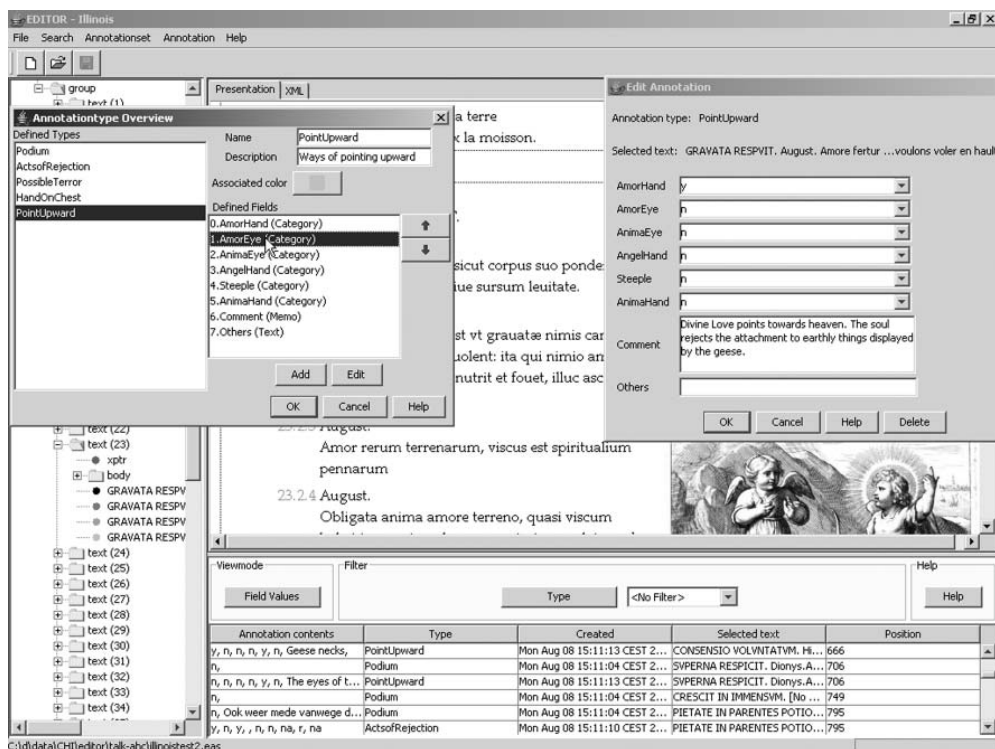 EDITOR - Illinois
File Search Annotationset Annotation Help
group
text (1)
Presentation XML
a terre
x la moisson.
Annotationtype Overview
Defined Types
Podium
ActsofRejection
PossibleTerror
HandOnChest
PointUpward
Name PointUpward
Description Ways of pointing upward
Associated color
Defined Fields
0.AmorHand (Category)
1.AmorEye (Category)
2.AnimaEye (Category)
3.AngelHand (Category)
4.Steeple (Category)
5.AnimaHand (Category)
6.Comment (Memo)
7.Others (Text)
Add Edit
OK Cancel Help
Edit Annotation
Annotation type: PointUpward
Selected text: GRAVATA RESPVIT. August. Amore fertur ...voulons voler en hault
AmorHand y
AmorEye n
AnimaEye n
AngelHand n
Steeple n
AnimaHand n
Comment Divine Love points towards heaven. The soul
rejects the attachment to earthly things displayed
by the geese.
Others
OK Cancel Help Delete
sicut corpus suo ponde
iue sursum leuitate.
st vt grauatæ nimis car
uolent: ita qui nimio an
nutrit et fouet, illuc asc
23.2.3 August.
Amor rerum terrenarum, viscus est spiritualium
pennarum
23.2.4 August.
Obligata anima amore terreno, quasi viscum
text (22)
text (23)
xptr
body
GRAVATA RESPV
GRAVATA RESPV
GRAVATA RESPV
GRAVATA RESPV
text (24)
text (25)
text (26)
text (27)
text (28)
text (29)
text (30)
text (31)
text (32)
text (33)
text (34)
Viewmode Filter Help
Field Values Type <No Filter> Help
Annotation contents Type Created Selected text Position
y, n, n, n, y, n, Geese necks, PointUpward Mon Aug 08 15:11:13 CEST 2... CONSENSIO VOLVNTATVM. Hi... 666
n, Podium Mon Aug 08 15:11:04 CEST 2... SVPERNA RESPICIT. Dionys.A... 706
n, n, n, n, y, n, The eyes of t... PointUpward Mon Aug 08 15:11:13 CEST 2... SVPERNA RESPICIT. Dionys.A... 706
n, Podium Mon Aug 08 15:11:04 CEST 2... CRESCIT IN IMMENSVM. [No ... 749
n, Ook weer mede vanwege d... Podium Mon Aug 08 15:11:04 CEST 2... PIETATE IN PARENTES POTIO... 795
y, n, y, , n, n, na, r, na ActsofRejection Mon Aug 08 15:11:10 CEST 2... PIETATE IN PARENTES POTIO... 795
C:\d\data\CHI\editor\talk-abc\illinoistest2.eas